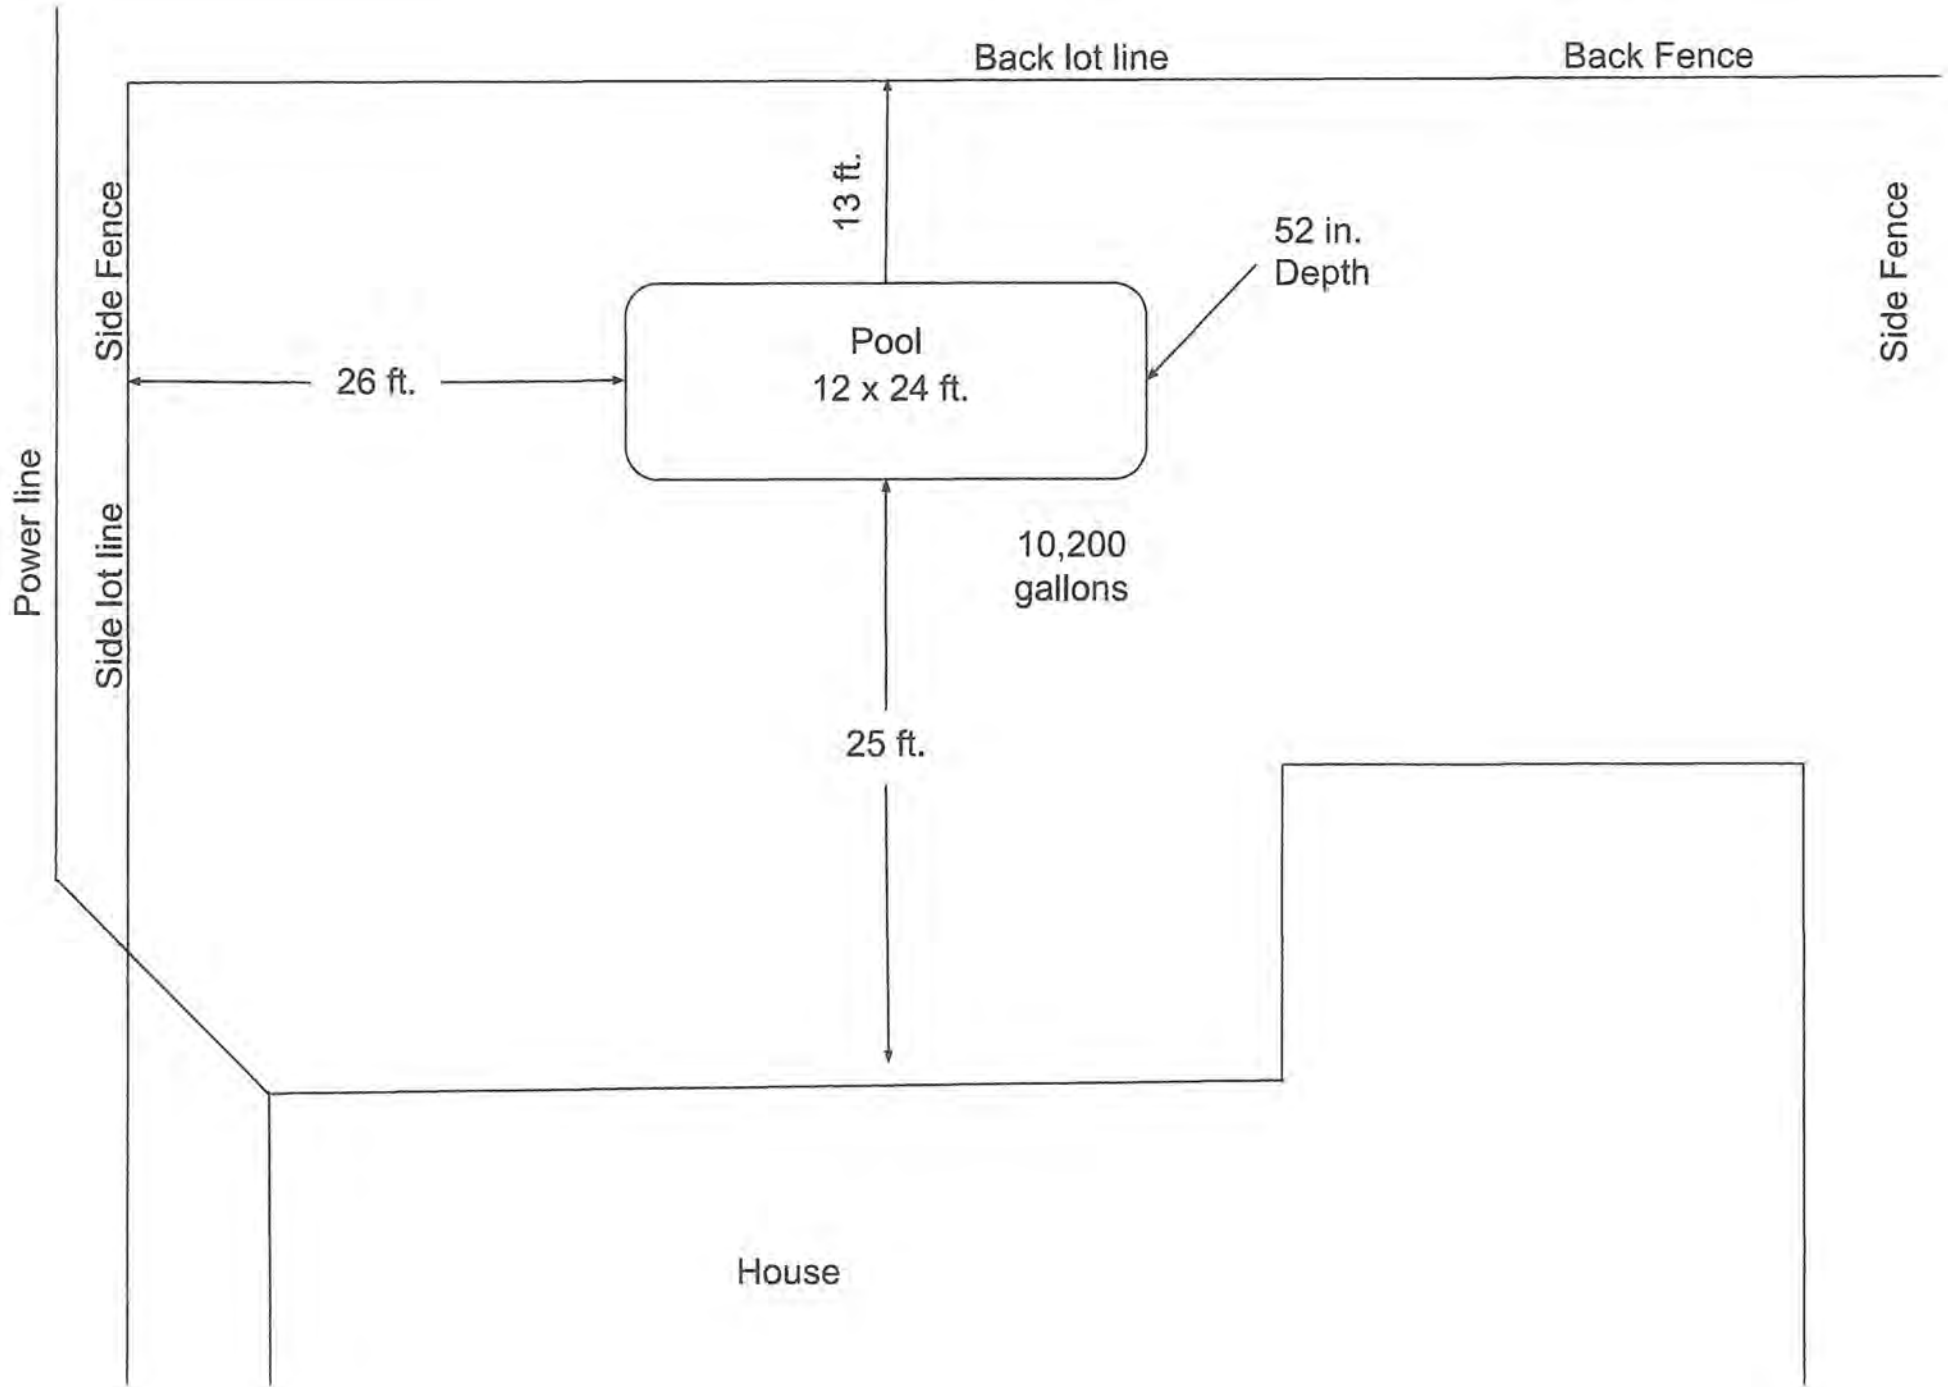 Back lot line
Back Fence
13 ft.
Side Fence
52 in.
Depth
Side Fence
Pool
12 x 24 ft.
26 ft.
Power line
Side lot line
10,200
gallons
25 ft.
House